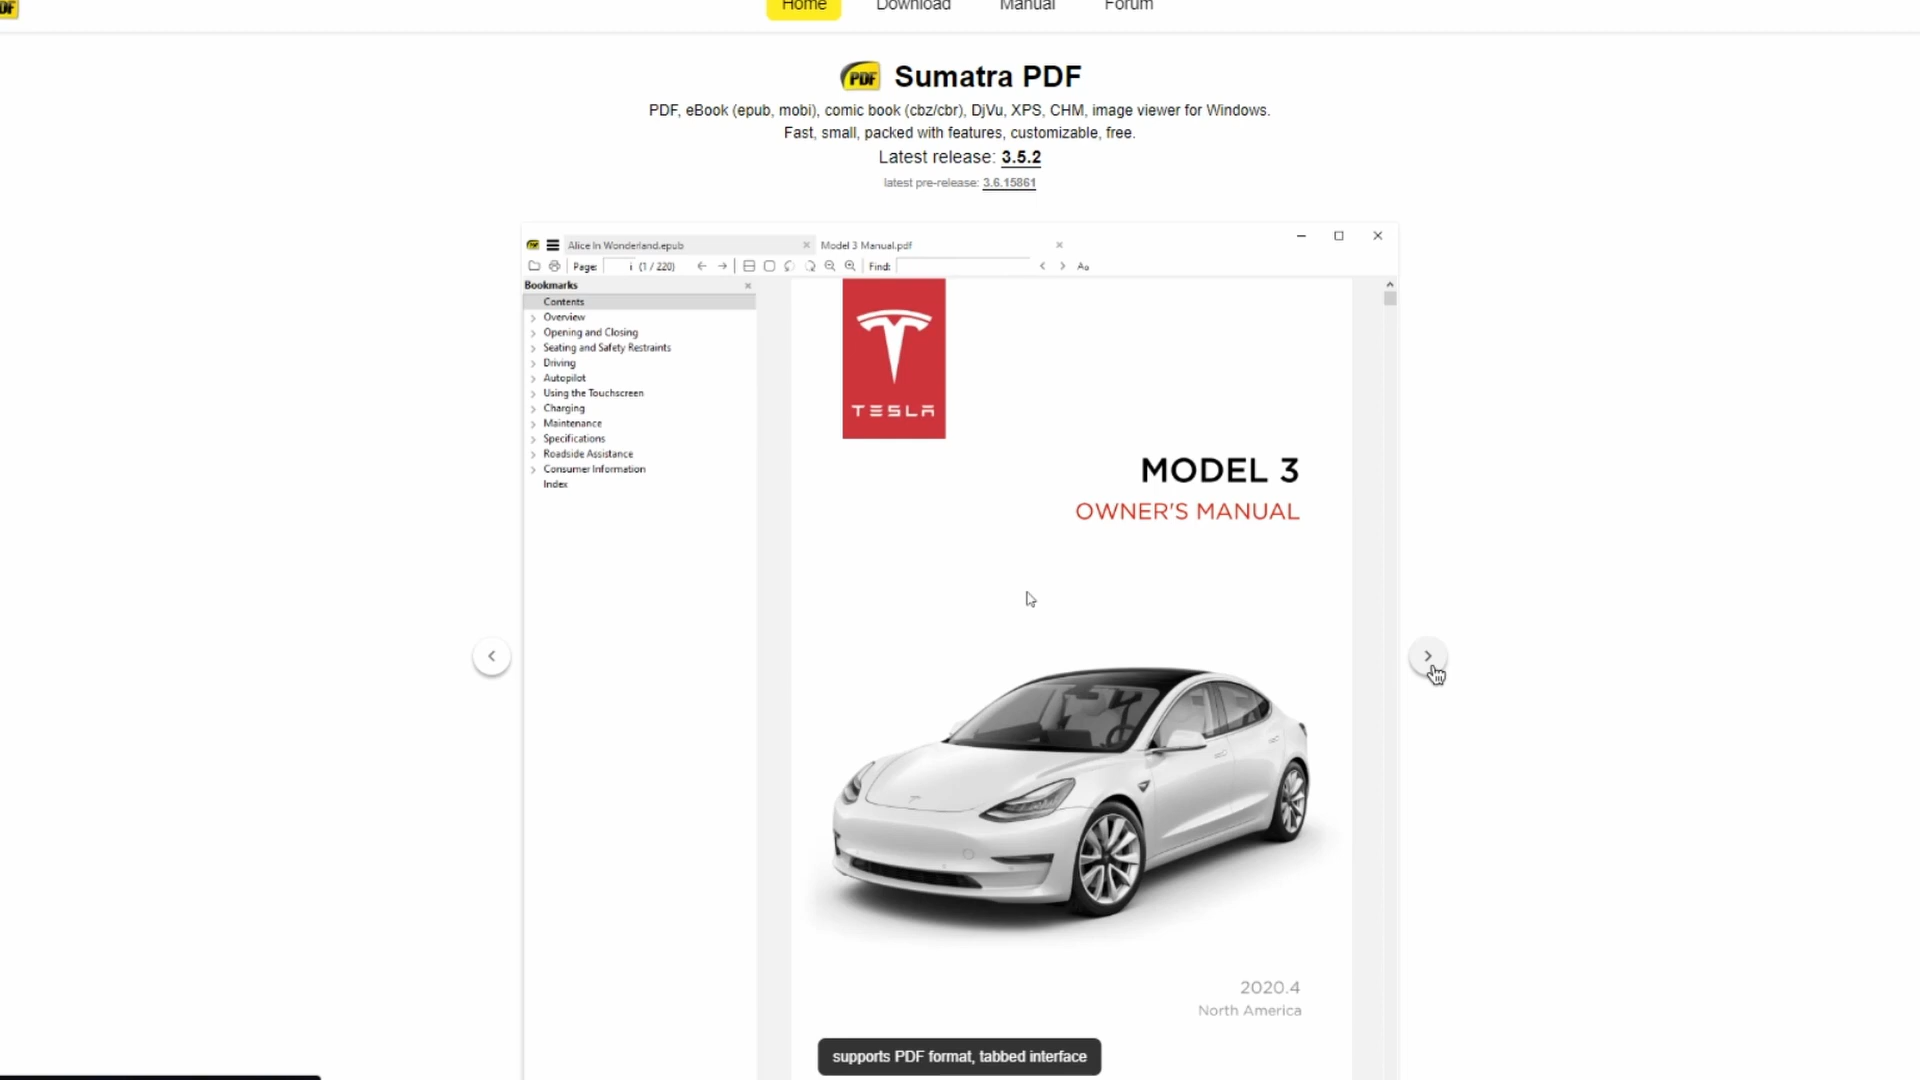 PDF
Home Download Manual Forum
PDF Sumatra PDF
PDF, eBook (epub, mobi), comic book (cbz/cbr), DjVu, XPS, CHM, image viewer for Windows.
Fast, small, packed with features, customizable, free.
Latest release: 3.5.2
latest pre-release: 3.6.15861
Alice In Wonderland.epub Model 3 Manual.pdf
Page: i (1 / 220) Find: Aa
Bookmarks
Contents
Overview
Opening and Closing
Seating and Safety Restraints
Driving
Autopilot
Using the Touchscreen
Charging
Maintenance
Specifications
Roadside Assistance
Consumer Information
Index
TESLA
MODEL 3
OWNER'S MANUAL
2020.4
North America
supports PDF format, tabbed interface